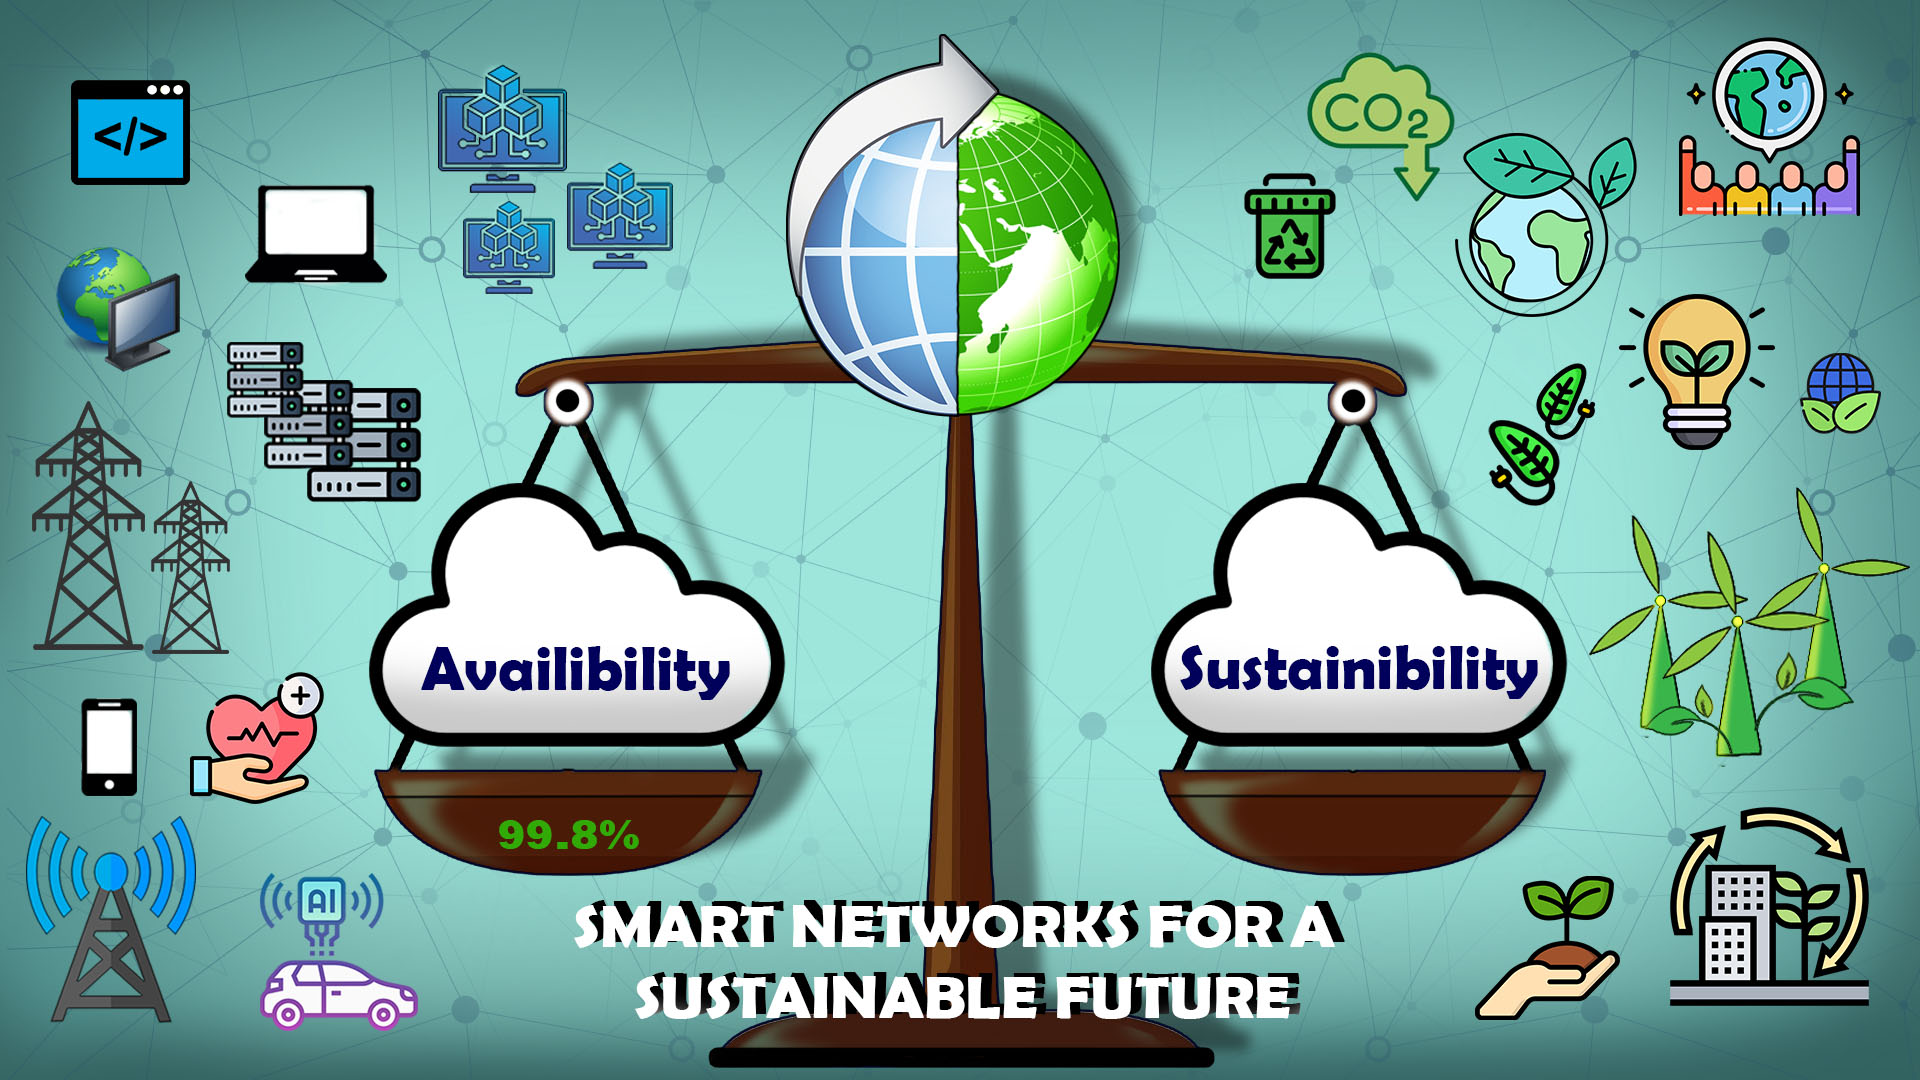 </>
CO2
Availibility
Sustainibility
99.8%
AI
SMART NETWORKS FOR A
SUSTAINABLE FUTURE